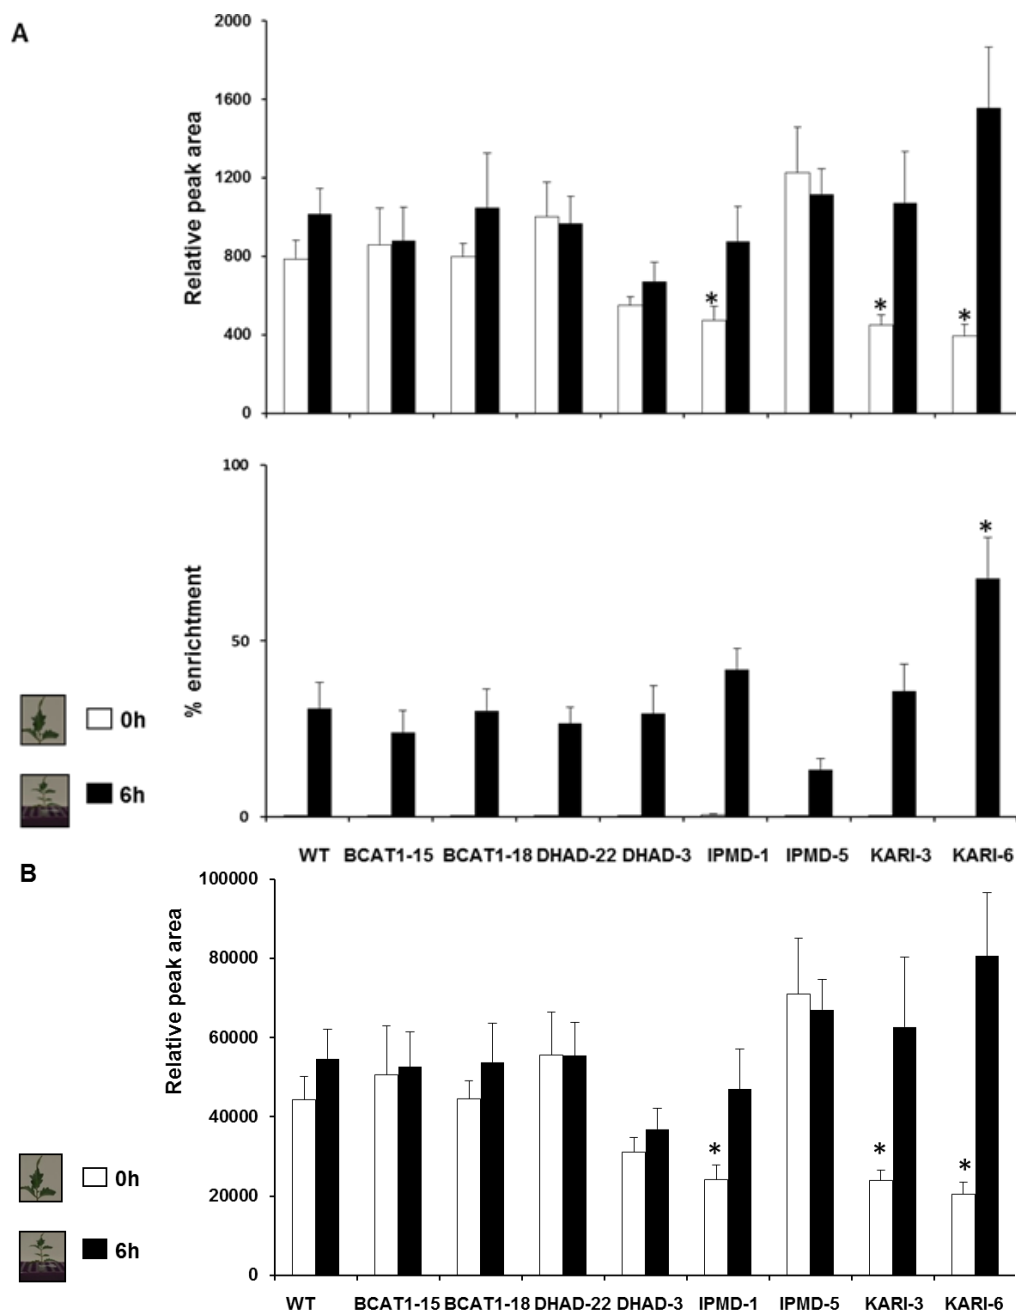 A
Relative peak area
2000
1600
1200
800
400
0
*
*
*
% enrichtment
100
50
0
*
0h
6h
WT BCAT1-15 BCAT1-18 DHAD-22 DHAD-3 IPMD-1 IPMD-5 KARI-3 KARI-6
B
Relative peak area
100000
80000
60000
40000
20000
0
*
*
*
0h
6h
WT BCAT1-15 BCAT1-18 DHAD-22 DHAD-3 IPMD-1 IPMD-5 KARI-3 KARI-6